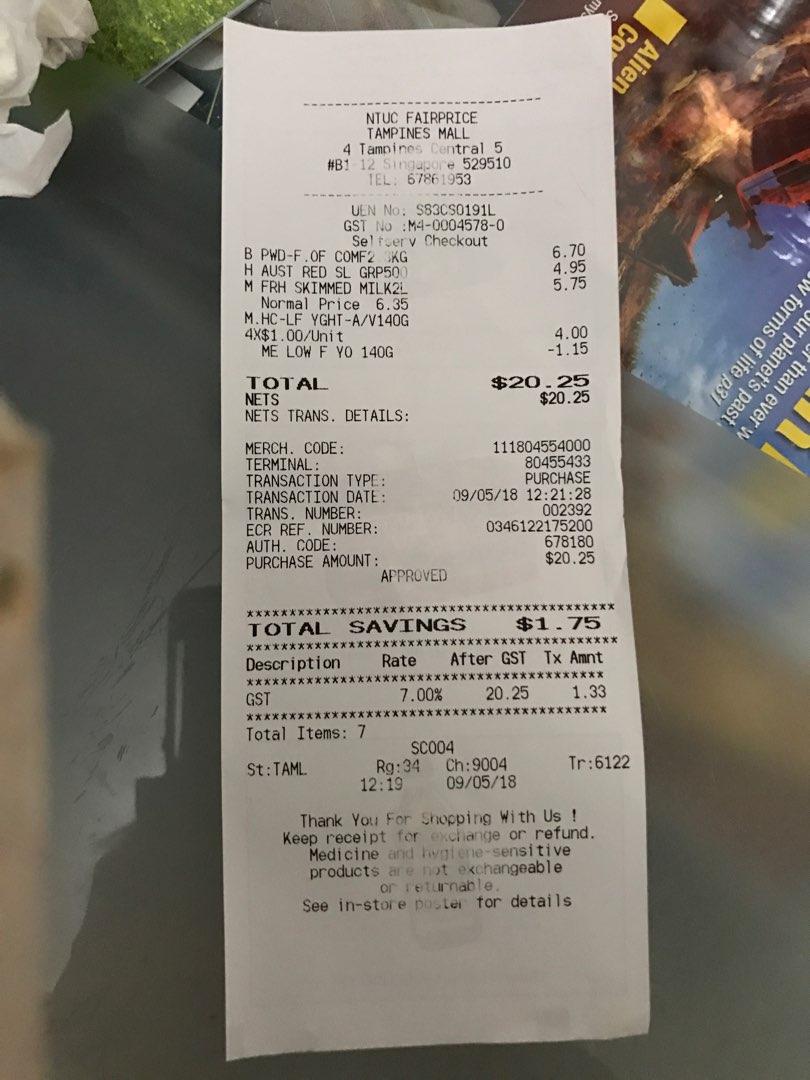 NTUC FAIRPRICE
TAMPINES MALL
4 Tampines Central 5
#B1-12 Singapore 529510
TEL: 67861953
UEN No: S83CS0191L
GST No :M4-0004578-0
Selfserv Checkout
B PWD-F.OF COMF2 3KG 6.70
H AUST RED SL GRP500 4.95
M FRH SKIMMED MILK2L 5.75
Normal Price 6.35
M.HC-LF YGHT-A/V140G
4X$1.00/Unit 4.00
ME LOW F YO 140G -1.15
TOTAL $20.25
NETS $20.25
NETS TRANS. DETAILS:
MERCH. CODE: 111804554000
TERMINAL: 80455433
TRANSACTION TYPE: PURCHASE
TRANSACTION DATE: 09/05/18 12:21:28
TRANS. NUMBER: 002392
ECR REF. NUMBER: 0346122175200
AUTH. CODE: 678180
PURCHASE AMOUNT: $20.25
APPROVED
TOTAL SAVINGS $1.75
Description Rate After GST Tx Amnt
GST 7.00% 20.25 1.33
Total Items: 7
SC004
St:TAML Rg:34 Ch:9004 Tr:6122
12:19 09/05/18
Thank You For Shopping With Us !
Keep receipt for exchange or refund.
Medicine and hygiene-sensitive
products are not exchangeable
or returnable.
See in-store poster for details
Alien
than ever
our planet's past
forms of life p37